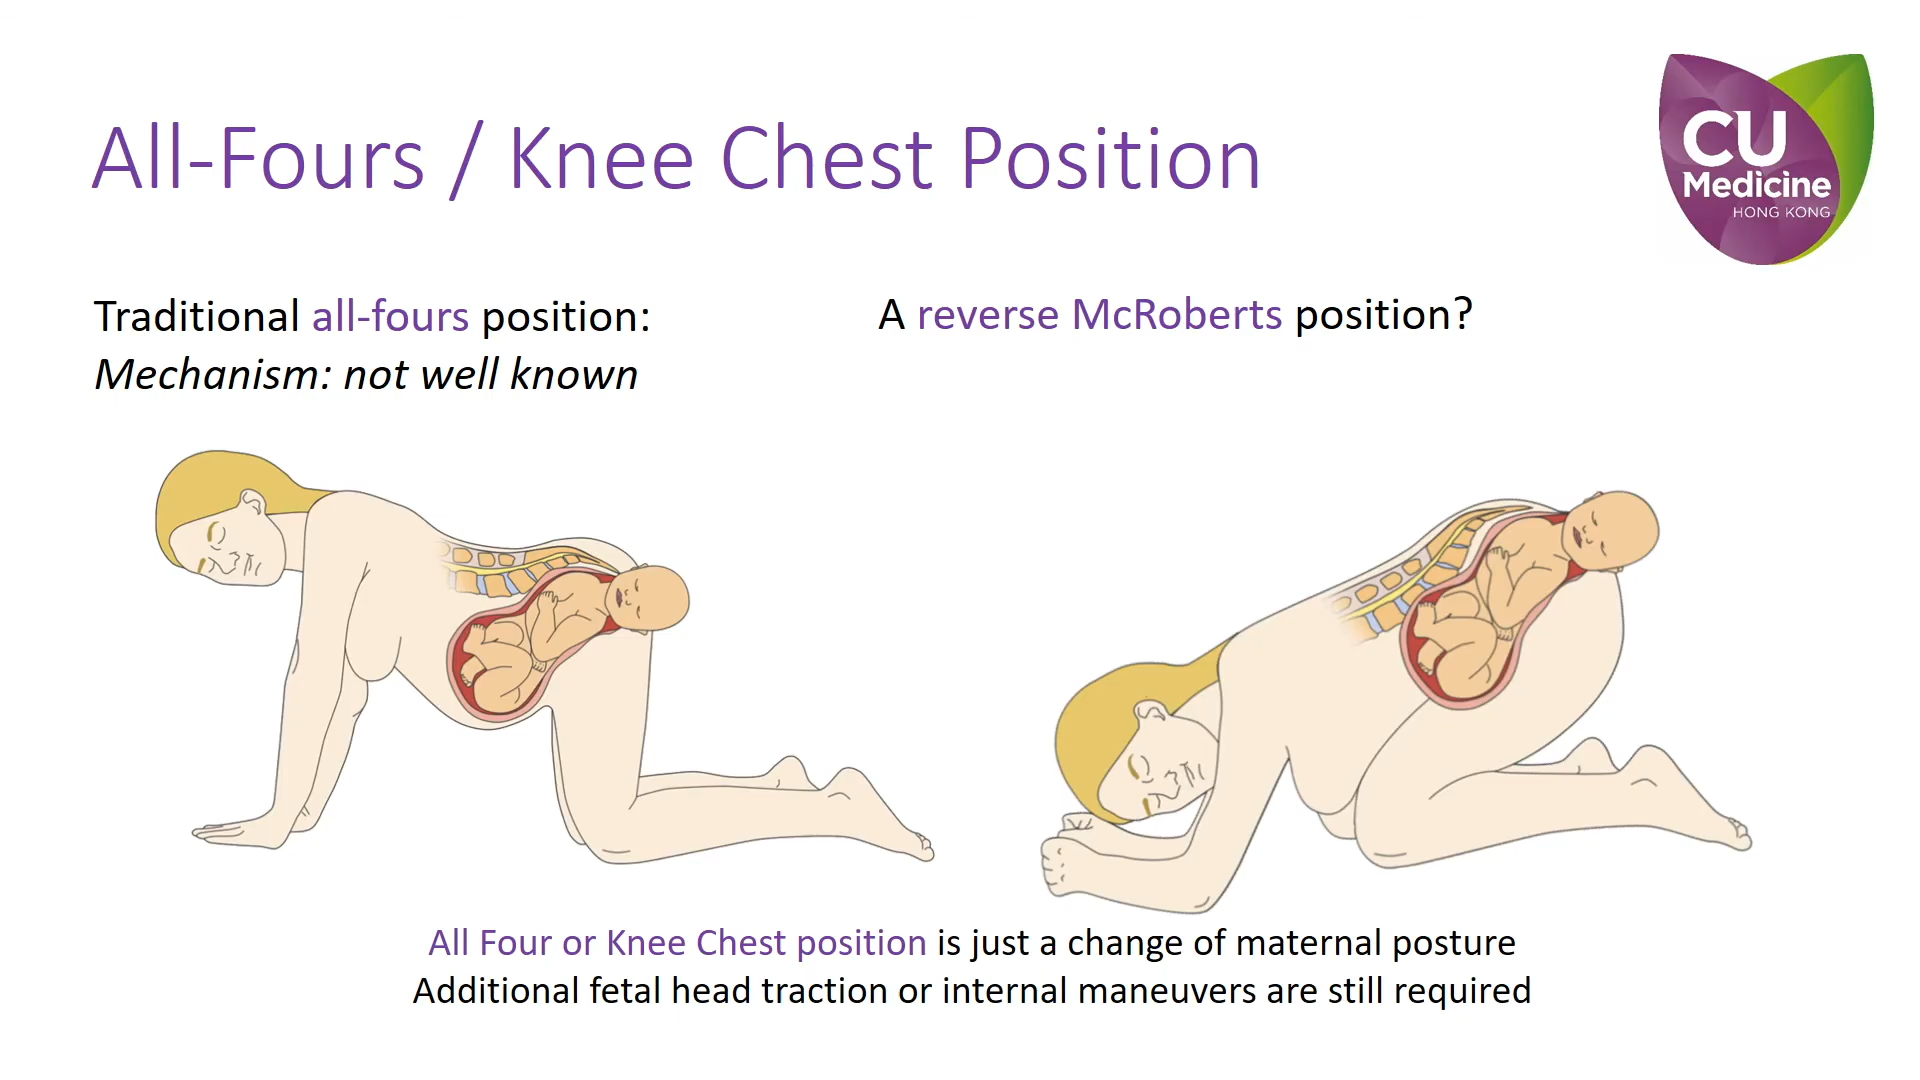 All-Fours / Knee Chest Position
CU
Medicine
HONG KONG
Traditional all-fours position:
Mechanism: not well known
A reverse McRoberts position?
All Four or Knee Chest position is just a change of maternal posture
Additional fetal head traction or internal maneuvers are still required